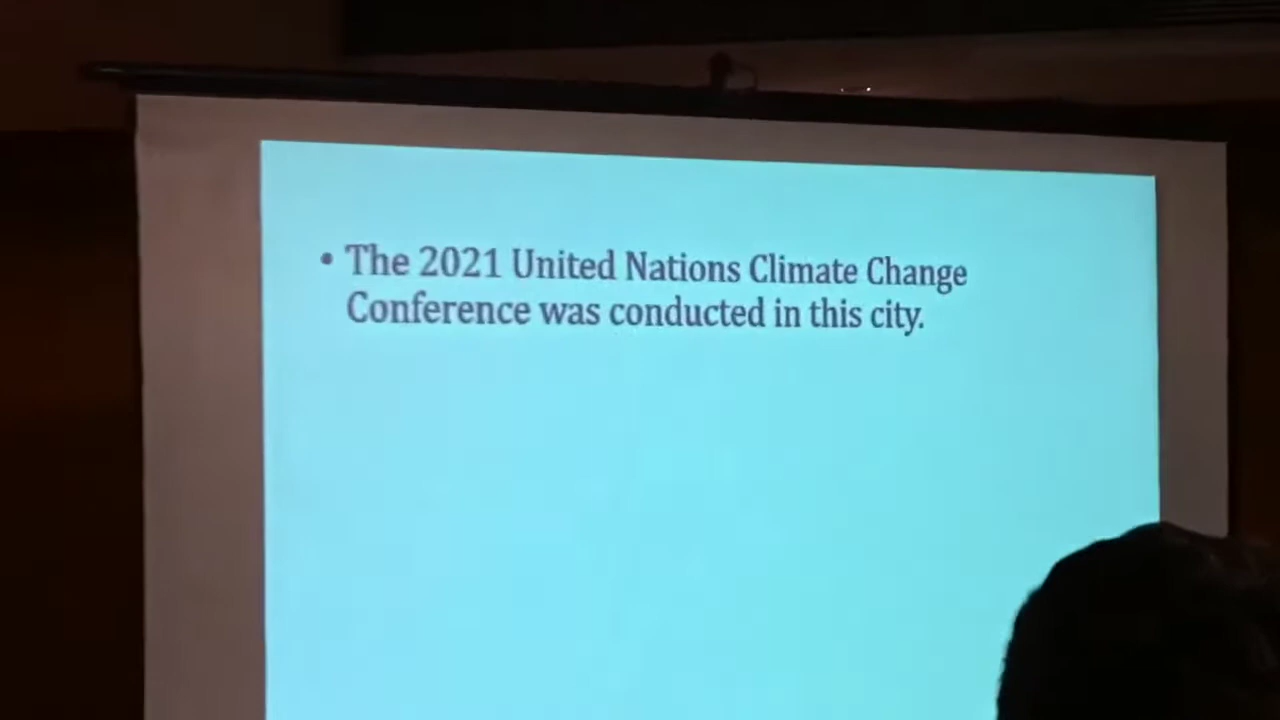 • The 2021 United Nations Climate Change
Conference was conducted in this city.